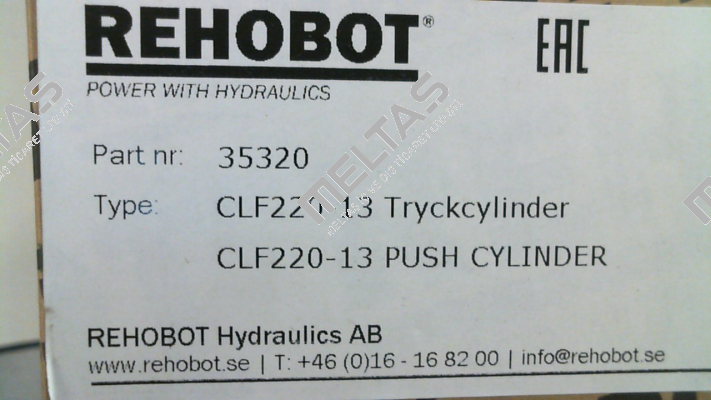 REHOBOT®
EAC
POWER WITH HYDRAULICS
Part nr: 35320
Type: CLF220-13 Tryckcylinder
CLF220-13 PUSH CYLINDER
REHOBOT Hydraulics AB
www.rehobot.se | T: +46 (0)16 - 16 82 00 | info@rehobot.se
MELTAS